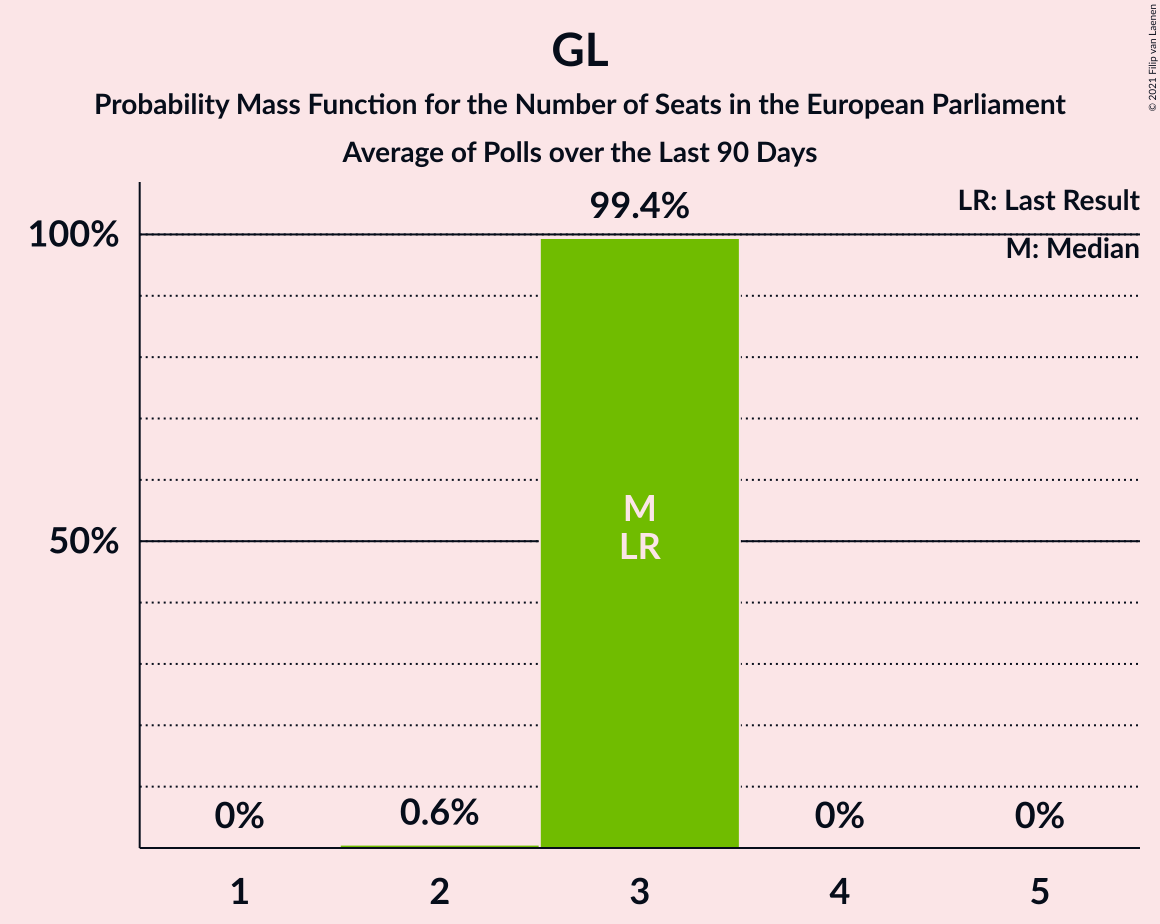 GL
Probability Mass Function for the Number of Seats in the European Parliament
Average of Polls over the Last 90 Days
© 2021 Filip van Laenen
LR: Last Result
M: Median
100%
50%
0%
0.6%
99.4%
0%
0%
M
LR
1
2
3
4
5